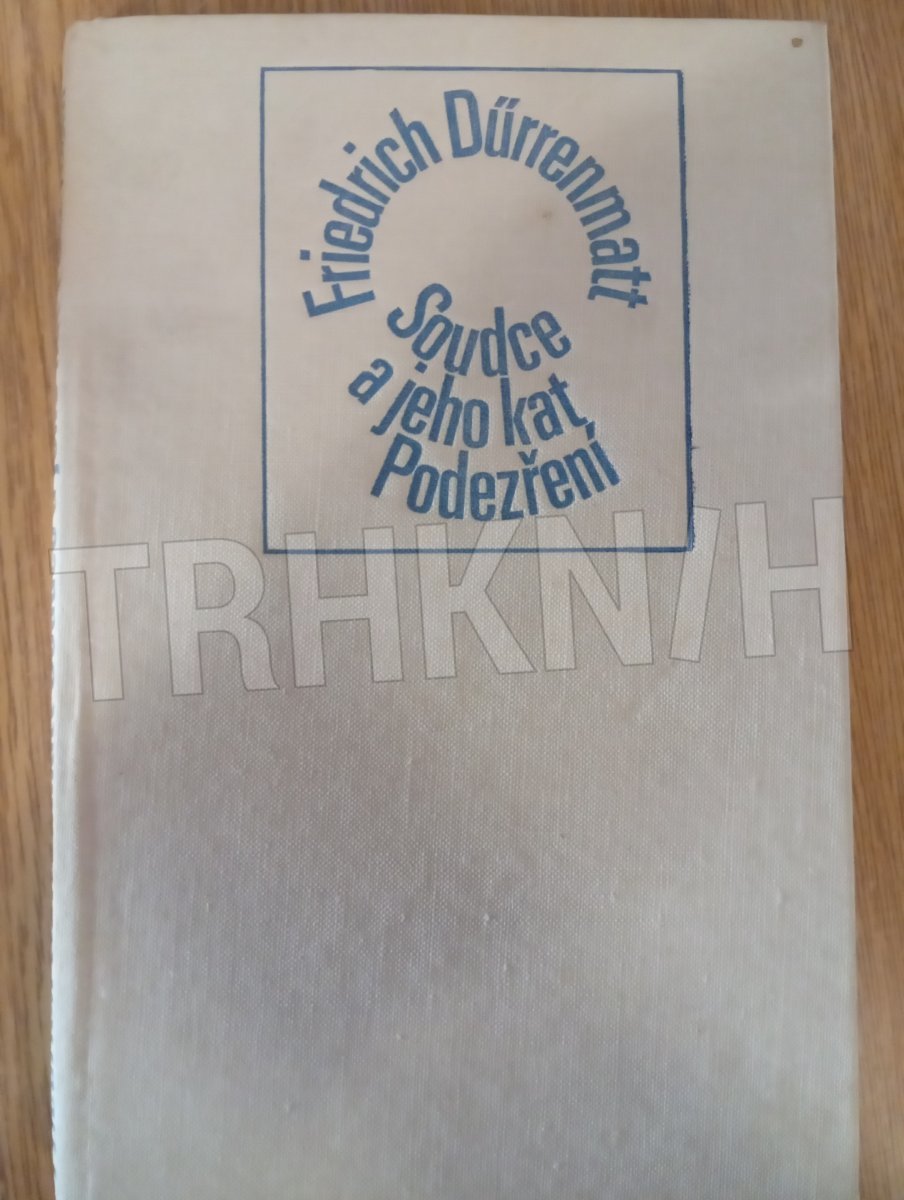 Friedrich Dűrrenmatt
Soudce
a jeho kat,
Podezření
TRHKNIH